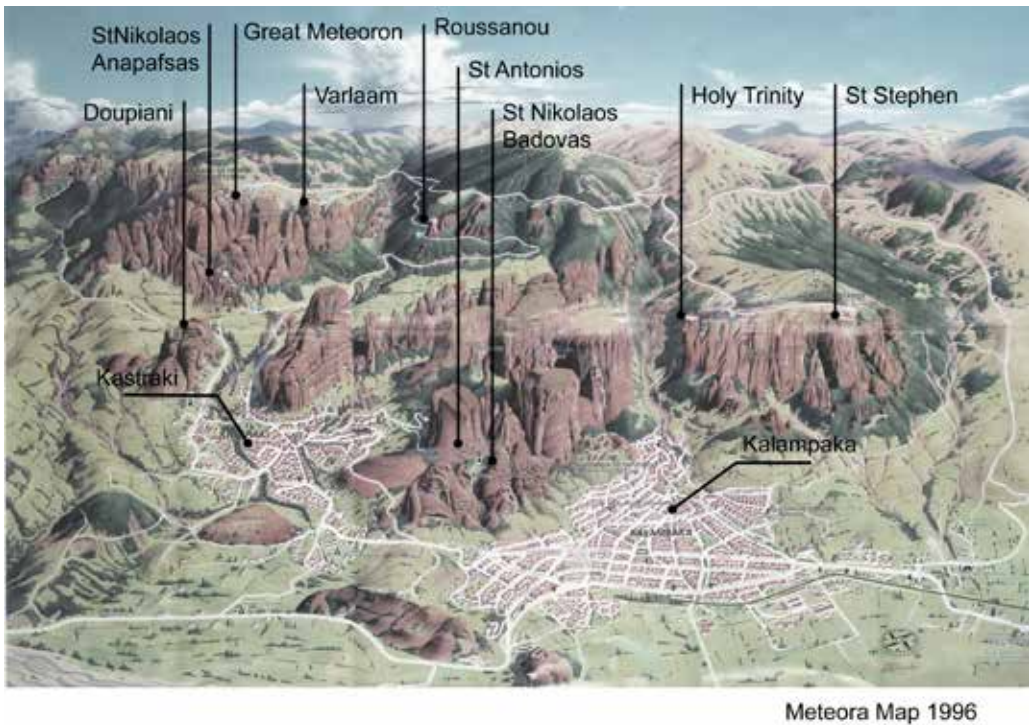 StNikolaos
Anapafsas
Great Meteoron
Roussanou
St Antonios
Doupiani
Varlaam
St Nikolaos
Badovas
Holy Trinity
St Stephen
Kastraki
Kalampaka
Meteora Map 1996